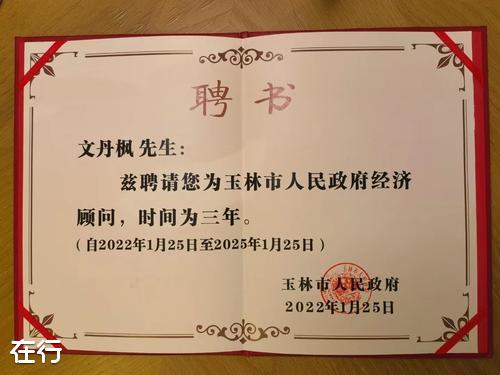 聘书
文丹枫 先生:
兹聘请您为玉林市人民政府经济
顾问，时间为三年。
(自2022年1月25日至2025年1月25日)
玉林市人民政府
2022年1月25日
在行